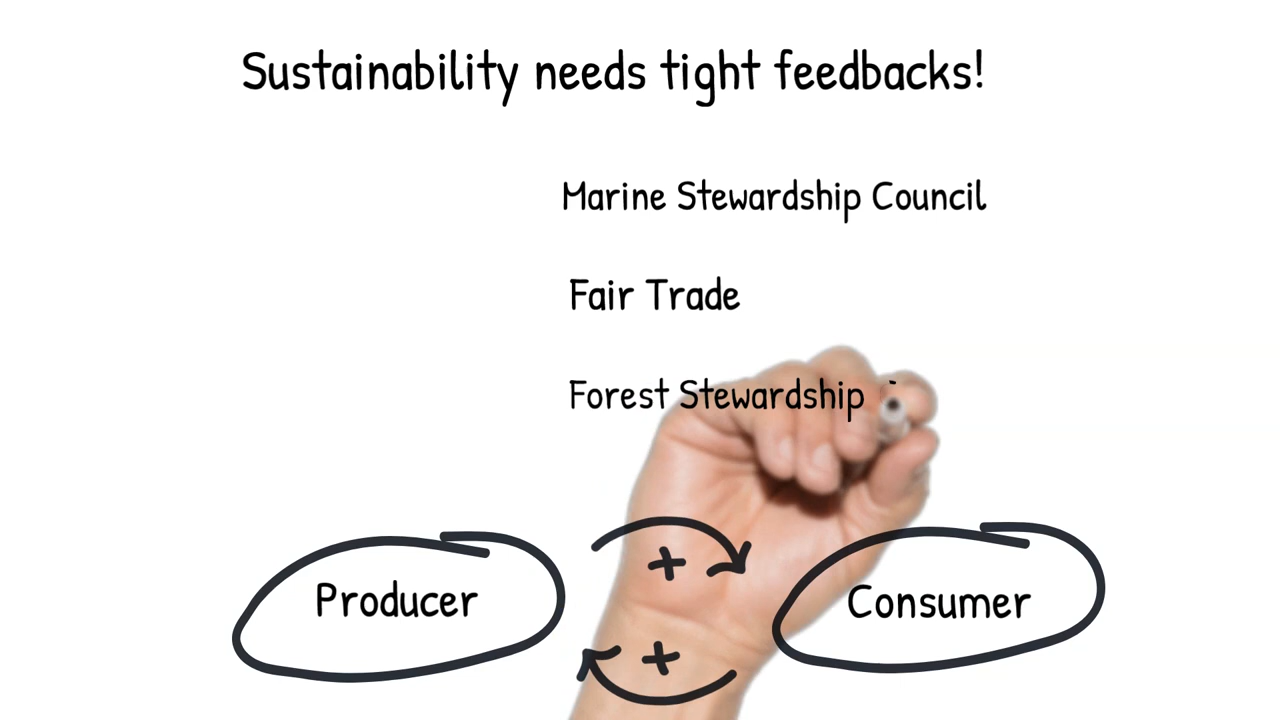 Sustainability needs tight feedbacks!
Marine Stewardship Council
Fair Trade
Forest Stewardship
+
Producer
Consumer
+